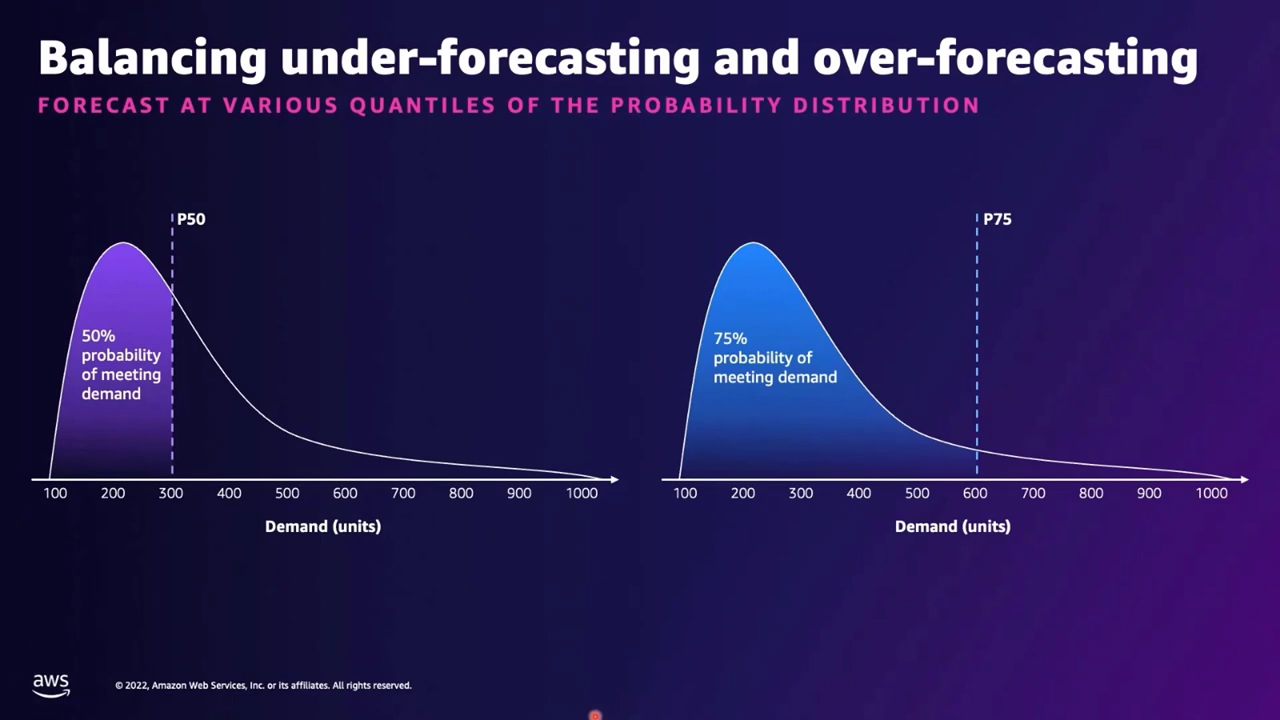 Balancing under-forecasting and over-forecasting
FORECAST AT VARIOUS QUANTILES OF THE PROBABILITY DISTRIBUTION
P50
50%
probability
of meeting
demand
100 200 300 400 500 600 700 800 900 1000
Demand (units)
P75
75%
probability of
meeting demand
100 200 300 400 500 600 700 800 900 1000
Demand (units)
aws
© 2022, Amazon Web Services, Inc. or its affiliates. All rights reserved.